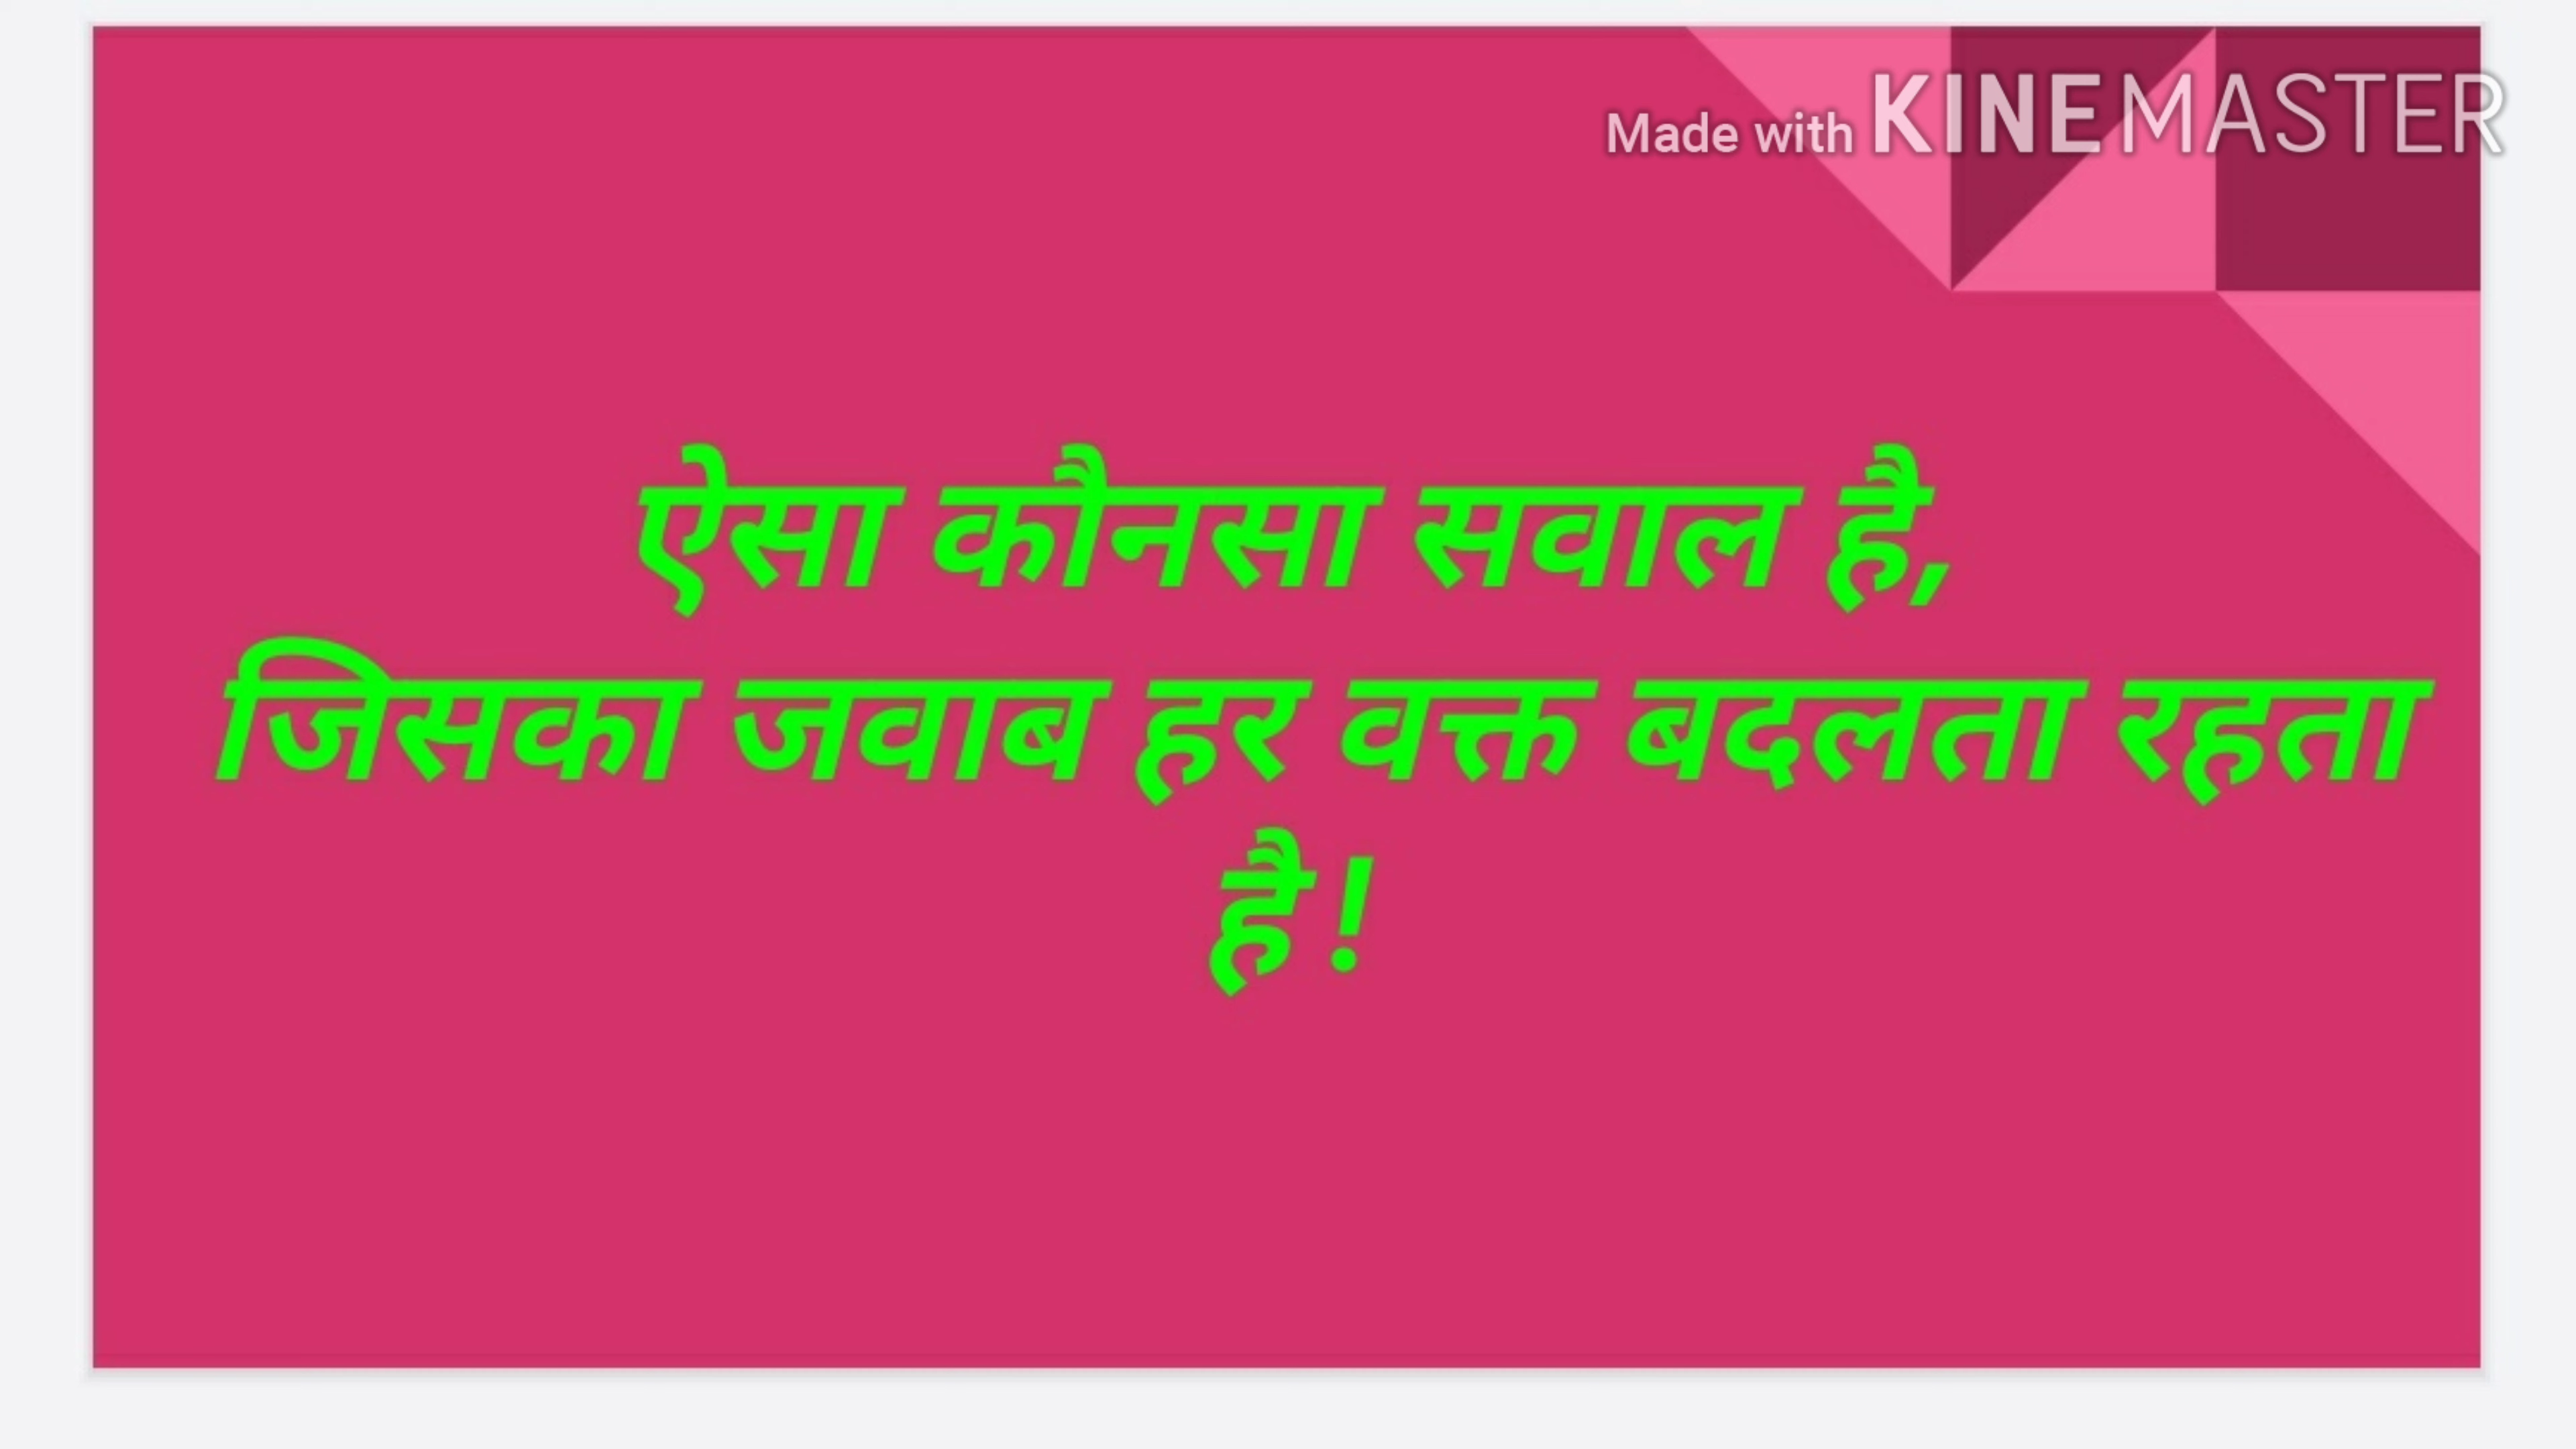 Made with KINEMASTER
ऐसा कौनसा सवाल है,
जिसका जवाब हर वक्त बदलता रहता
है!